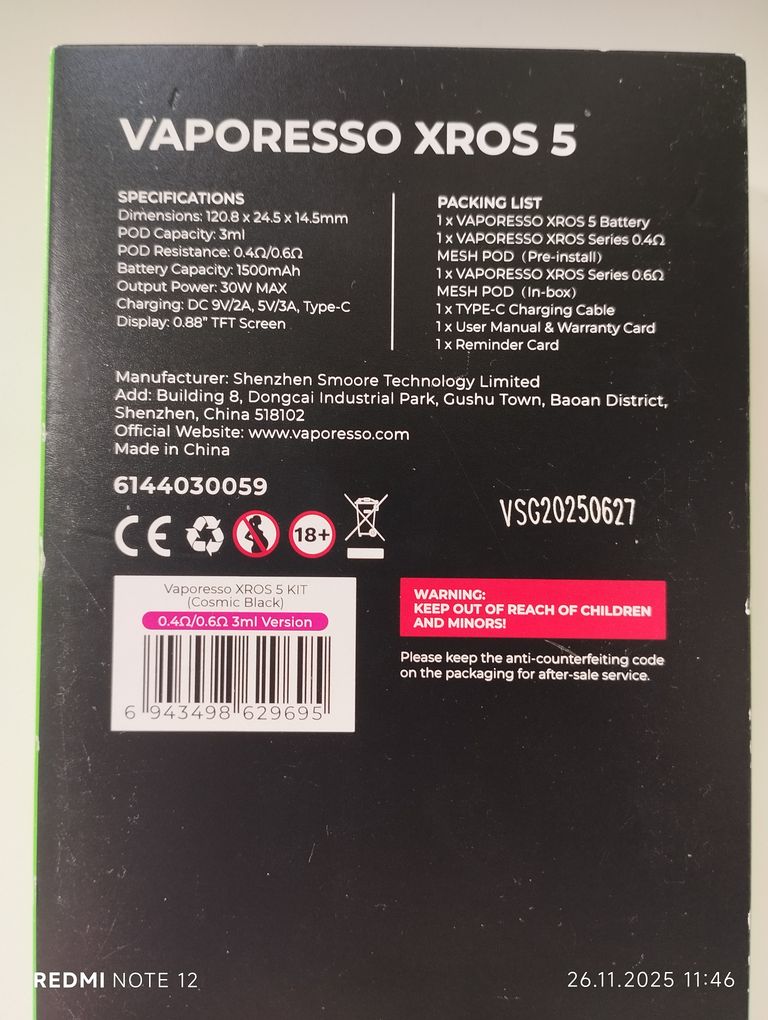 VAPORESSO XROS 5
SPECIFICATIONS
Dimensions: 120.8 x 24.5 x 14.5mm
POD Capacity: 3ml
POD Resistance: 0.4Ω/0.6Ω
Battery Capacity: 1500mAh
Output Power: 30W MAX
Charging: DC 9V/2A, 5V/3A, Type-C
Display: 0.88” TFT Screen
PACKING LIST
1 x VAPORESSO XROS 5 Battery
1 x VAPORESSO XROS Series 0.4Ω
MESH POD（Pre-install）
1 x VAPORESSO XROS Series 0.6Ω
MESH POD（In-box）
1 x TYPE-C Charging Cable
1 x User Manual & Warranty Card
1 x Reminder Card
Manufacturer: Shenzhen Smoore Technology Limited
Add: Building 8, Dongcai Industrial Park, Gushu Town, Baoan District,
Shenzhen, China 518102
Official Website: www.vaporesso.com
Made in China
6144030059
CE
18+
VSG20250627
Vaporesso XROS 5 KIT
(Cosmic Black)
0.4Ω/0.6Ω 3ml Version
6 943498 629695
WARNING:
KEEP OUT OF REACH OF CHILDREN
AND MINORS!
Please keep the anti-counterfeiting code
on the packaging for after-sale service.
REDMI NOTE 12
26.11.2025 11:46